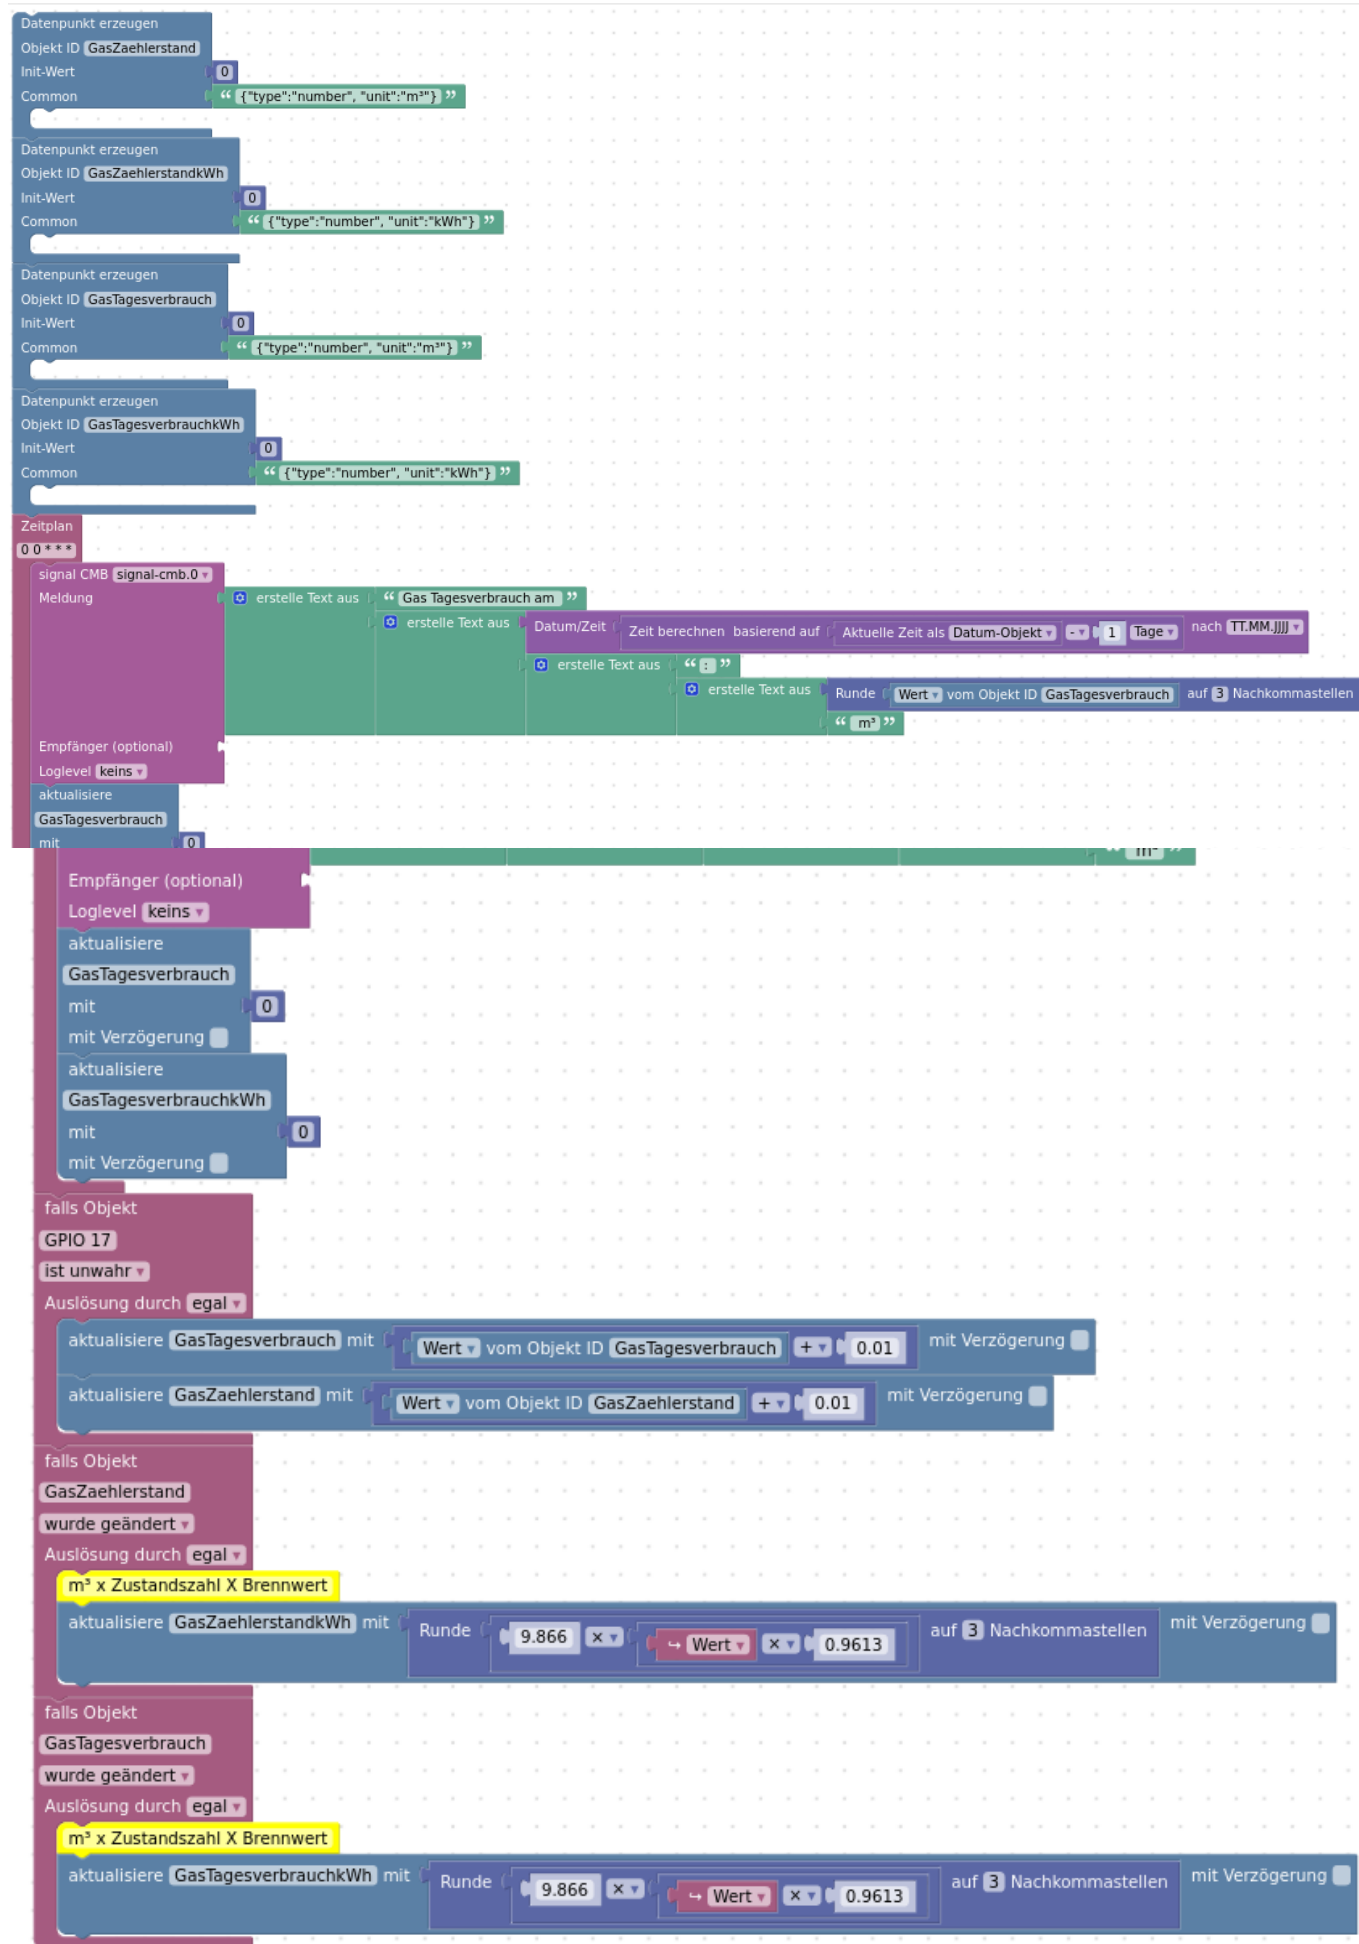 Datenpunkt erzeugen
Objekt ID GasZaehlerstand
Init-Wert 0
Common “ {"type":"number", "unit":"m³"} ”
Datenpunkt erzeugen
Objekt ID GasZaehlerstandkWh
Init-Wert 0
Common “ {"type":"number", "unit":"kWh"} ”
Datenpunkt erzeugen
Objekt ID GasTagesverbrauch
Init-Wert 0
Common “ {"type":"number", "unit":"m³"} ”
Datenpunkt erzeugen
Objekt ID GasTagesverbrauchkWh
Init-Wert 0
Common “ {"type":"number", "unit":"kWh"} ”
Zeitplan
0 0 * * *
signal CMB signal-cmb.0
Meldung erstelle Text aus “ Gas Tagesverbrauch am ”
erstelle Text aus Datum/Zeit Zeit berechnen basierend auf Aktuelle Zeit als Datum-Objekt - 1 Tage nach TT.MM.JJJJ
erstelle Text aus “ : ”
erstelle Text aus Runde Wert vom Objekt ID GasTagesverbrauch auf 3 Nachkommastellen
“ m³ ”
Empfänger (optional)
Loglevel keins
aktualisiere
GasTagesverbrauch
mit 0
“ m³ ”
Empfänger (optional)
Loglevel keins
aktualisiere
GasTagesverbrauch
mit 0
mit Verzögerung
aktualisiere
GasTagesverbrauchkWh
mit 0
mit Verzögerung
falls Objekt
GPIO 17
ist unwahr
Auslösung durch egal
aktualisiere GasTagesverbrauch mit Wert vom Objekt ID GasTagesverbrauch + 0.01 mit Verzögerung
aktualisiere GasZaehlerstand mit Wert vom Objekt ID GasZaehlerstand + 0.01 mit Verzögerung
falls Objekt
GasZaehlerstand
wurde geändert
Auslösung durch egal
m³ x Zustandszahl X Brennwert
aktualisiere GasZaehlerstandkWh mit Runde 9.866 × Wert × 0.9613 auf 3 Nachkommastellen mit Verzögerung
falls Objekt
GasTagesverbrauch
wurde geändert
Auslösung durch egal
m³ x Zustandszahl X Brennwert
aktualisiere GasTagesverbrauchkWh mit Runde 9.866 × Wert × 0.9613 auf 3 Nachkommastellen mit Verzögerung